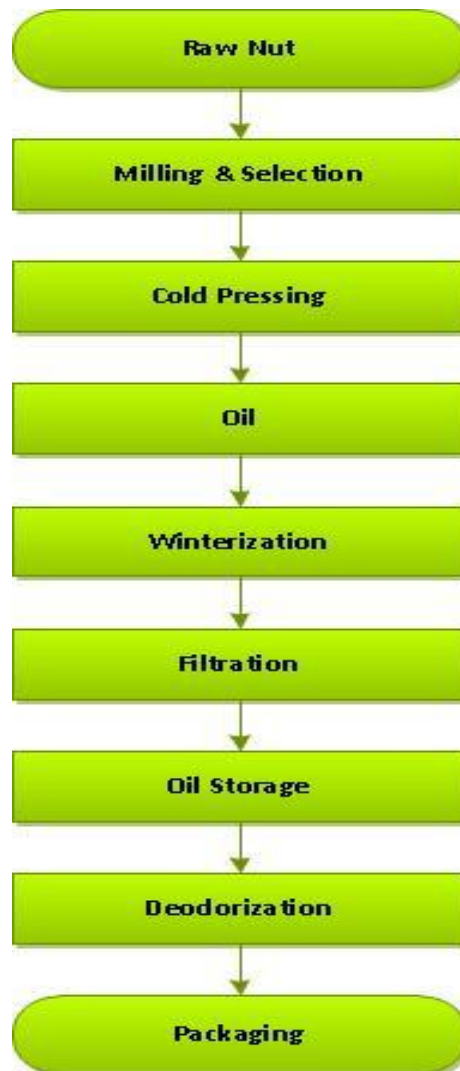 Raw Nut
Milling & Selection
Cold Pressing
Oil
Winterization
Filtration
Oil Storage
Deodorization
Packaging